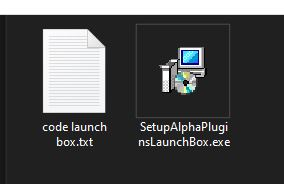 code launch
box.txt
SetupAlphaPlugi
nsLaunchBox.exe